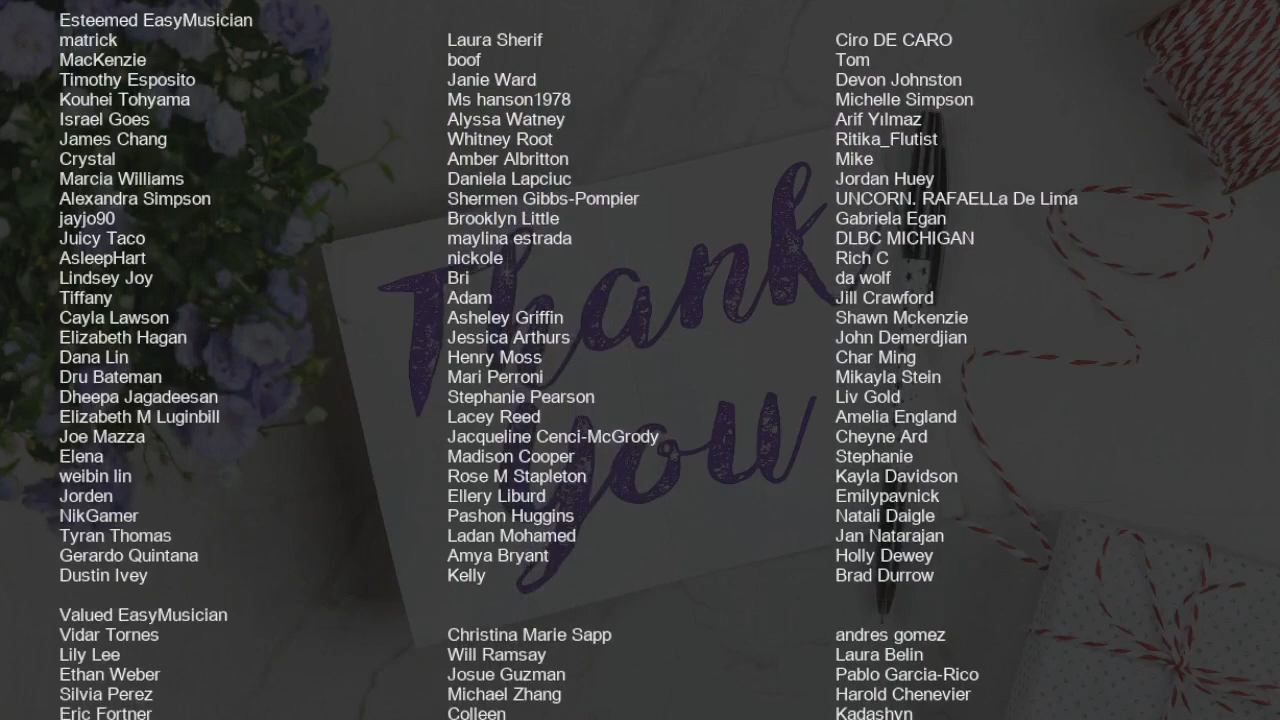 Esteemed EasyMusician
matrick Laura Sherif Ciro DE CARO
MacKenzie boof Tom
Timothy Esposito Janie Ward Devon Johnston
Kouhei Tohyama Ms hanson1978 Michelle Simpson
Israel Goes Alyssa Watney Arif Yılmaz
James Chang Whitney Root Ritika_Flutist
Crystal Amber Albritton Mike
Marcia Williams Daniela Lapciuc Jordan Huey
Alexandra Simpson Shermen Gibbs-Pompier UNCORN. RAFAELLa De Lima
jayjo90 Brooklyn Little Gabriela Egan
Juicy Taco maylina estrada DLBC MICHIGAN
AsleepHart nickole Rich C
Lindsey Joy Bri da wolf
Tiffany Adam Jill Crawford
Cayla Lawson Asheley Griffin Shawn Mckenzie
Elizabeth Hagan Jessica Arthurs John Demerdjian
Dana Lin Henry Moss Char Ming
Dru Bateman Mari Perroni Mikayla Stein
Dheepa Jagadeesan Stephanie Pearson Liv Gold
Elizabeth M Luginbill Lacey Reed Amelia England
Joe Mazza Jacqueline Cenci-McGrody Cheyne Ard
Elena Madison Cooper Stephanie
weibin lin Rose M Stapleton Kayla Davidson
Jorden Ellery Liburd Emilypavnick
NikGamer Pashon Huggins Natali Daigle
Tyran Thomas Ladan Mohamed Jan Natarajan
Gerardo Quintana Amya Bryant Holly Dewey
Dustin Ivey Kelly Brad Durrow
Valued EasyMusician
Vidar Tornes Christina Marie Sapp andres gomez
Lily Lee Will Ramsay Laura Belin
Ethan Weber Josue Guzman Pablo Garcia-Rico
Silvia Perez Michael Zhang Harold Chenevier
Eric Fortner Colleen Kadashyn
Thank
you